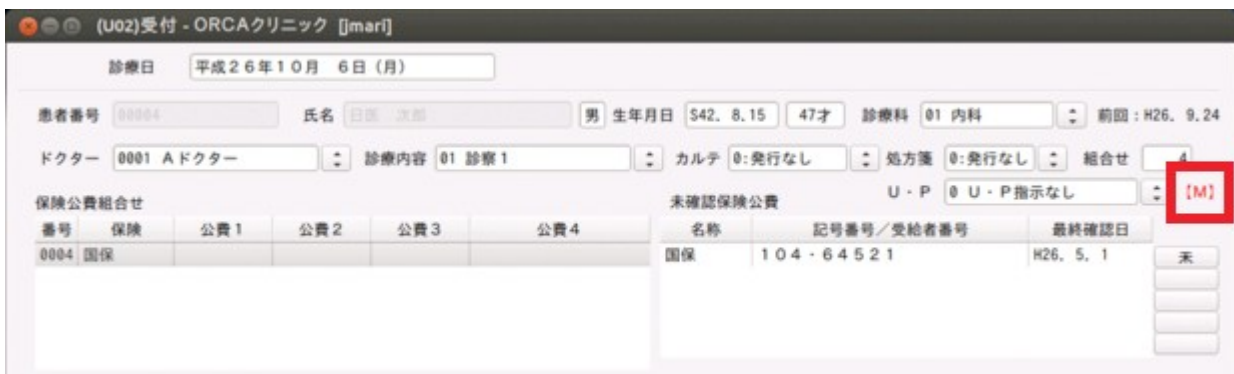 (U02)受付 - ORCAクリニック [jmari]
診療日 平成２６年１０月　６日（月）
患者番号 00004 氏名 日医　次郎 男 生年月日 S42. 8.15 47才 診療科 01 内科 前回：H26. 9.24
ドクター 0001 Ａドクター 診療内容 01 診察１ カルテ 0:発行なし 処方箋 0:発行なし 組合せ 4
Ｕ・Ｐ 0 Ｕ・Ｐ指示なし 【M】
保険公費組合せ 未確認保険公費
番号 保険 公費１ 公費２ 公費３ 公費４ 名称 記号番号／受給者番号 最終確認日
0004 国保 国保 １０４・６４５２１ H26. 5. 1 未